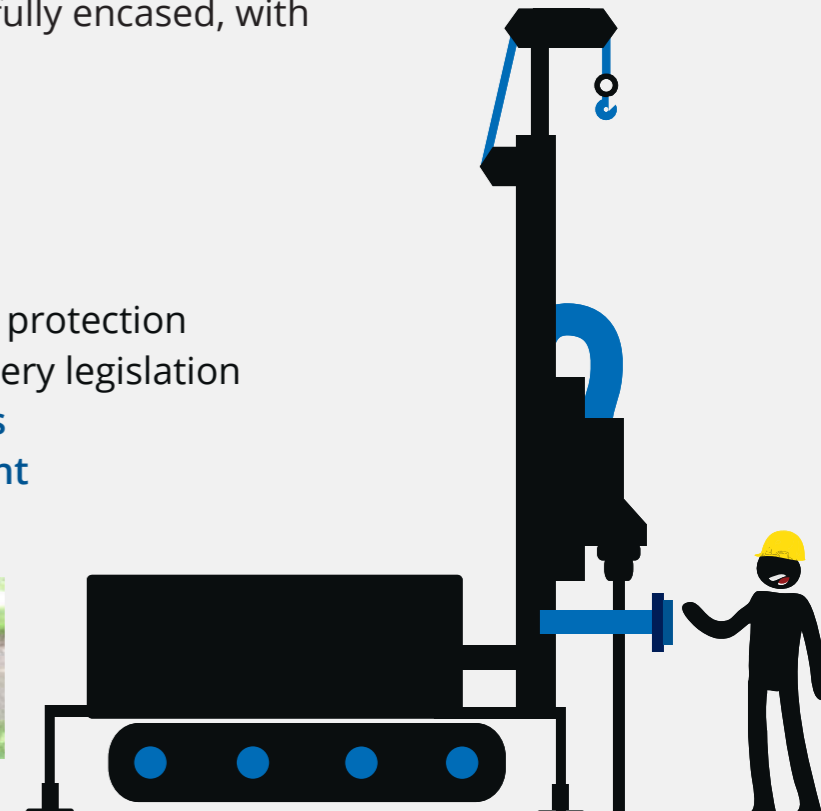 fully encased, with
protection
ery legislation
s
nt